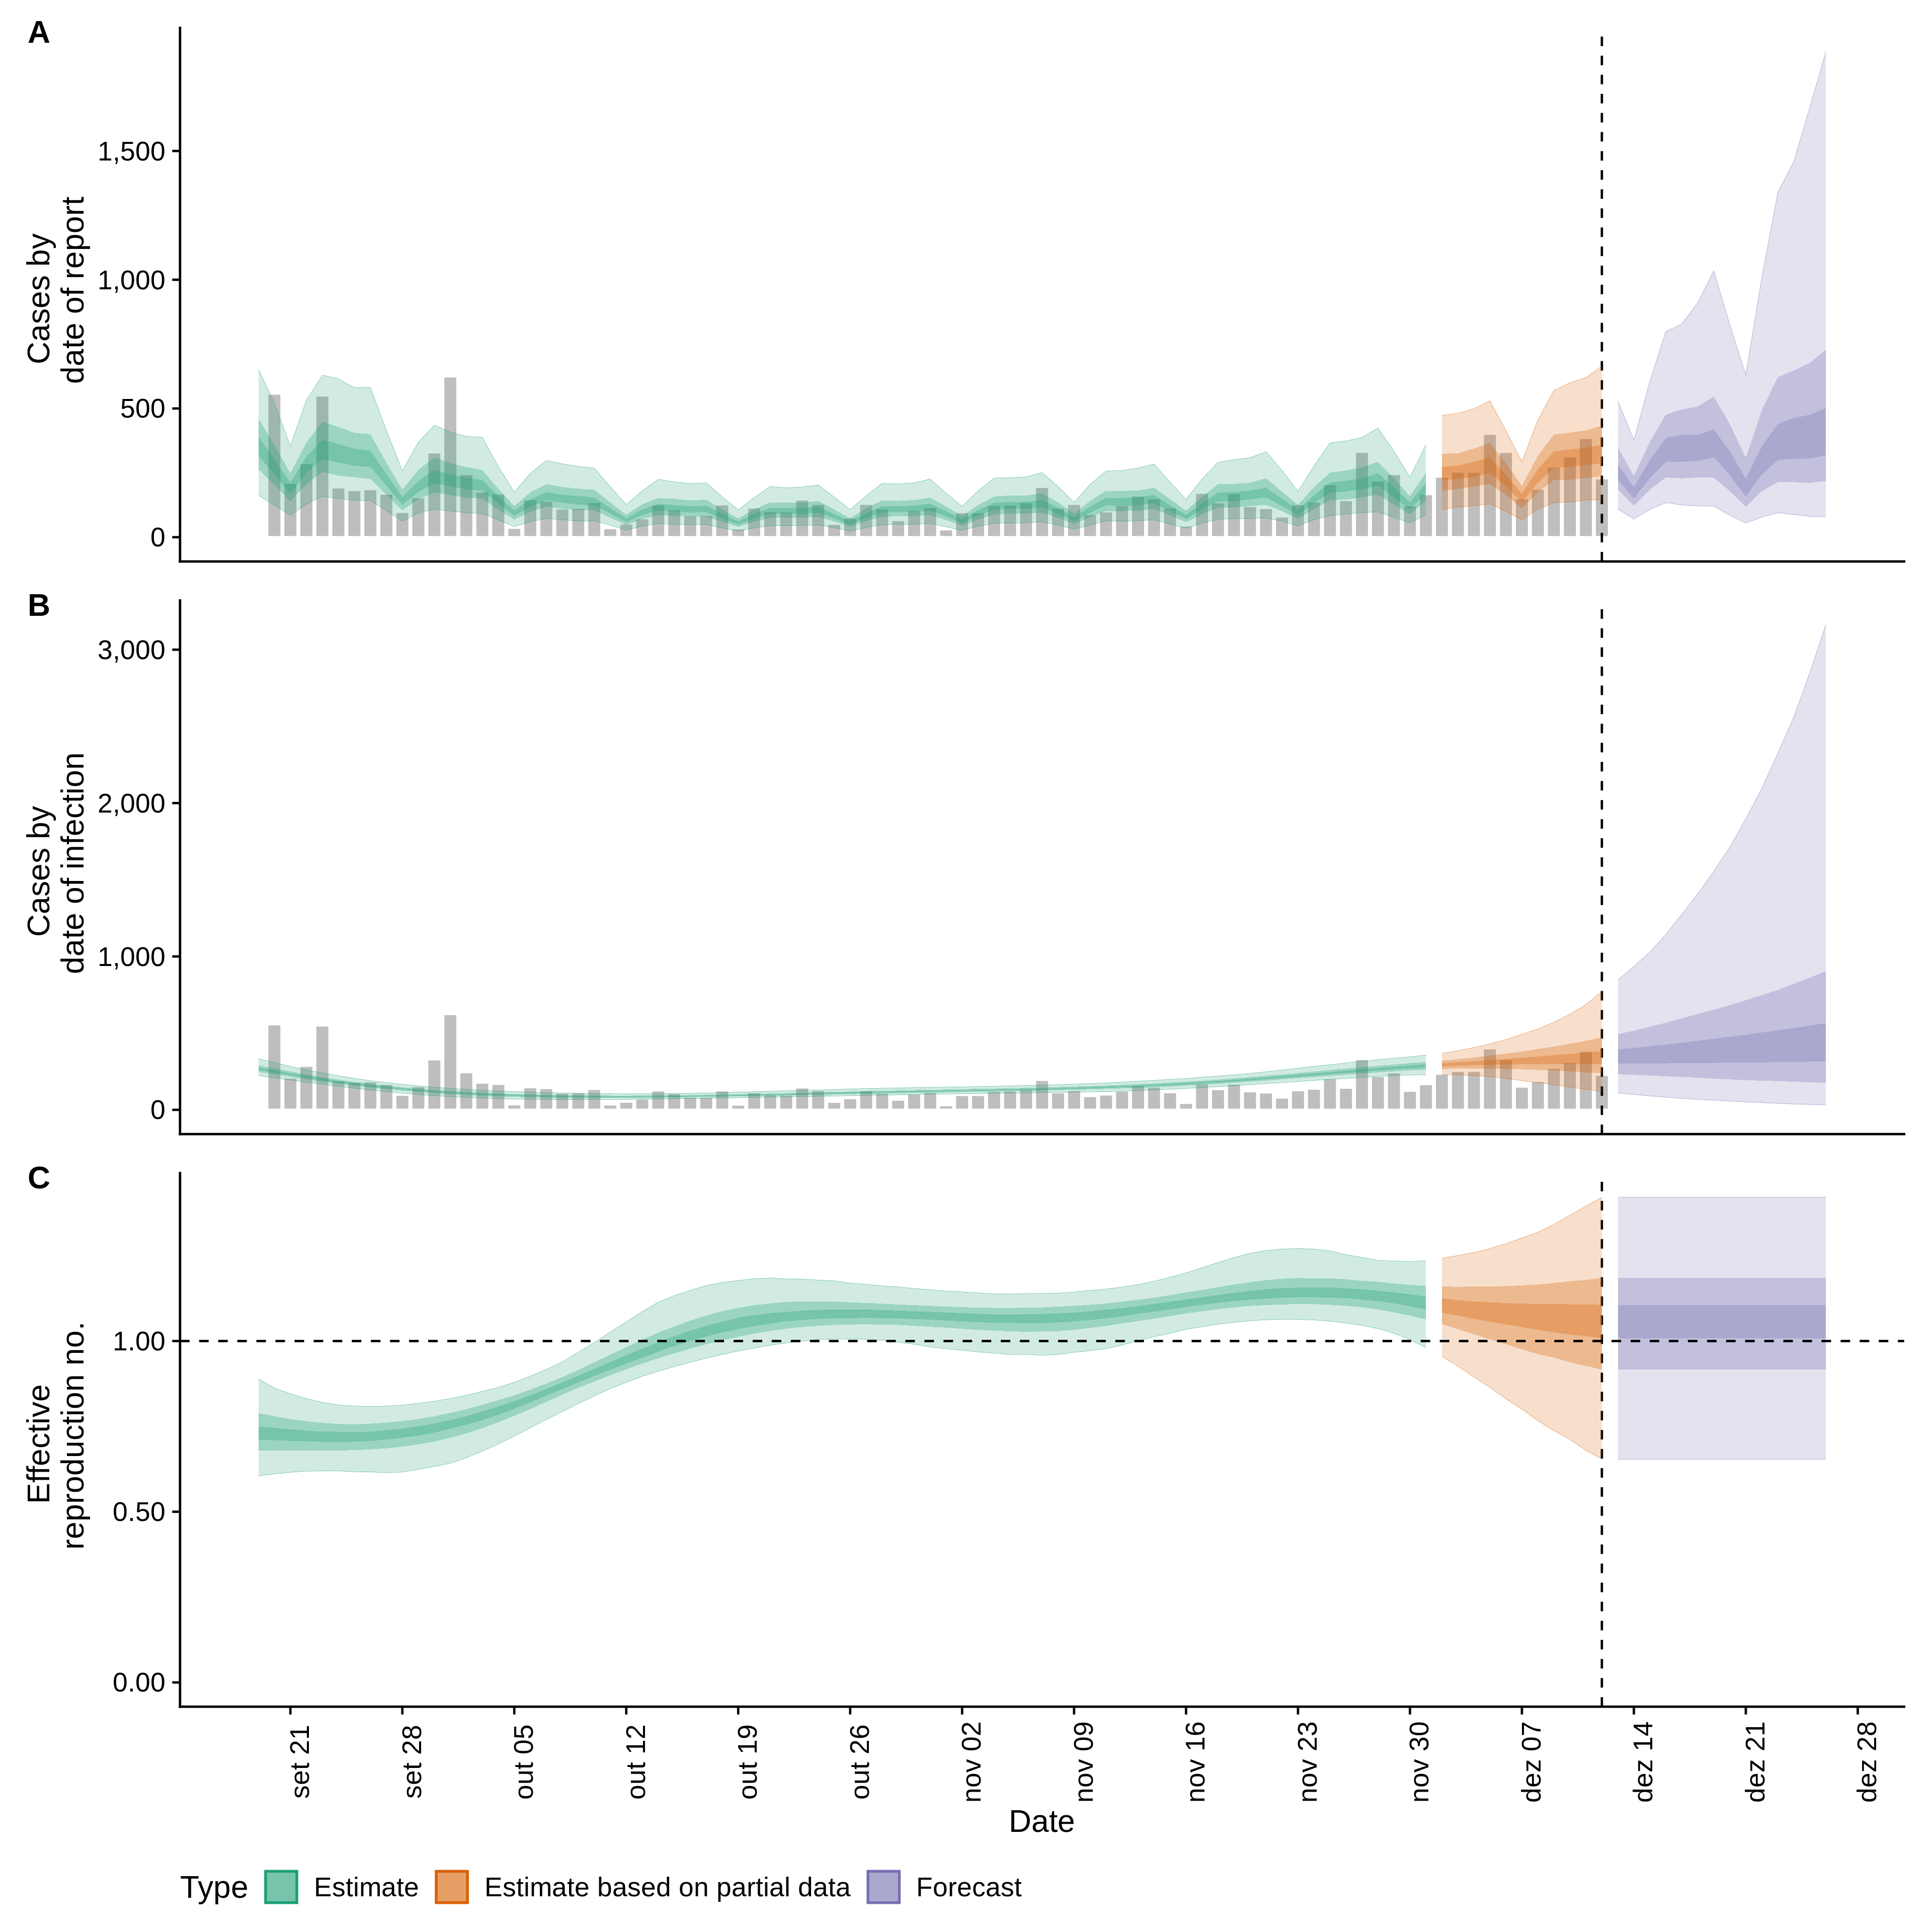 A
Cases by
date of report
1,500
1,000
500
0
B
Cases by
date of infection
3,000
2,000
1,000
0
C
Effective
reproduction no.
1.00
0.50
0.00
set 21
set 28
out 05
out 12
out 19
out 26
nov 02
nov 09
nov 16
nov 23
nov 30
dez 07
dez 14
dez 21
dez 28
Date
Type Estimate Estimate based on partial data Forecast